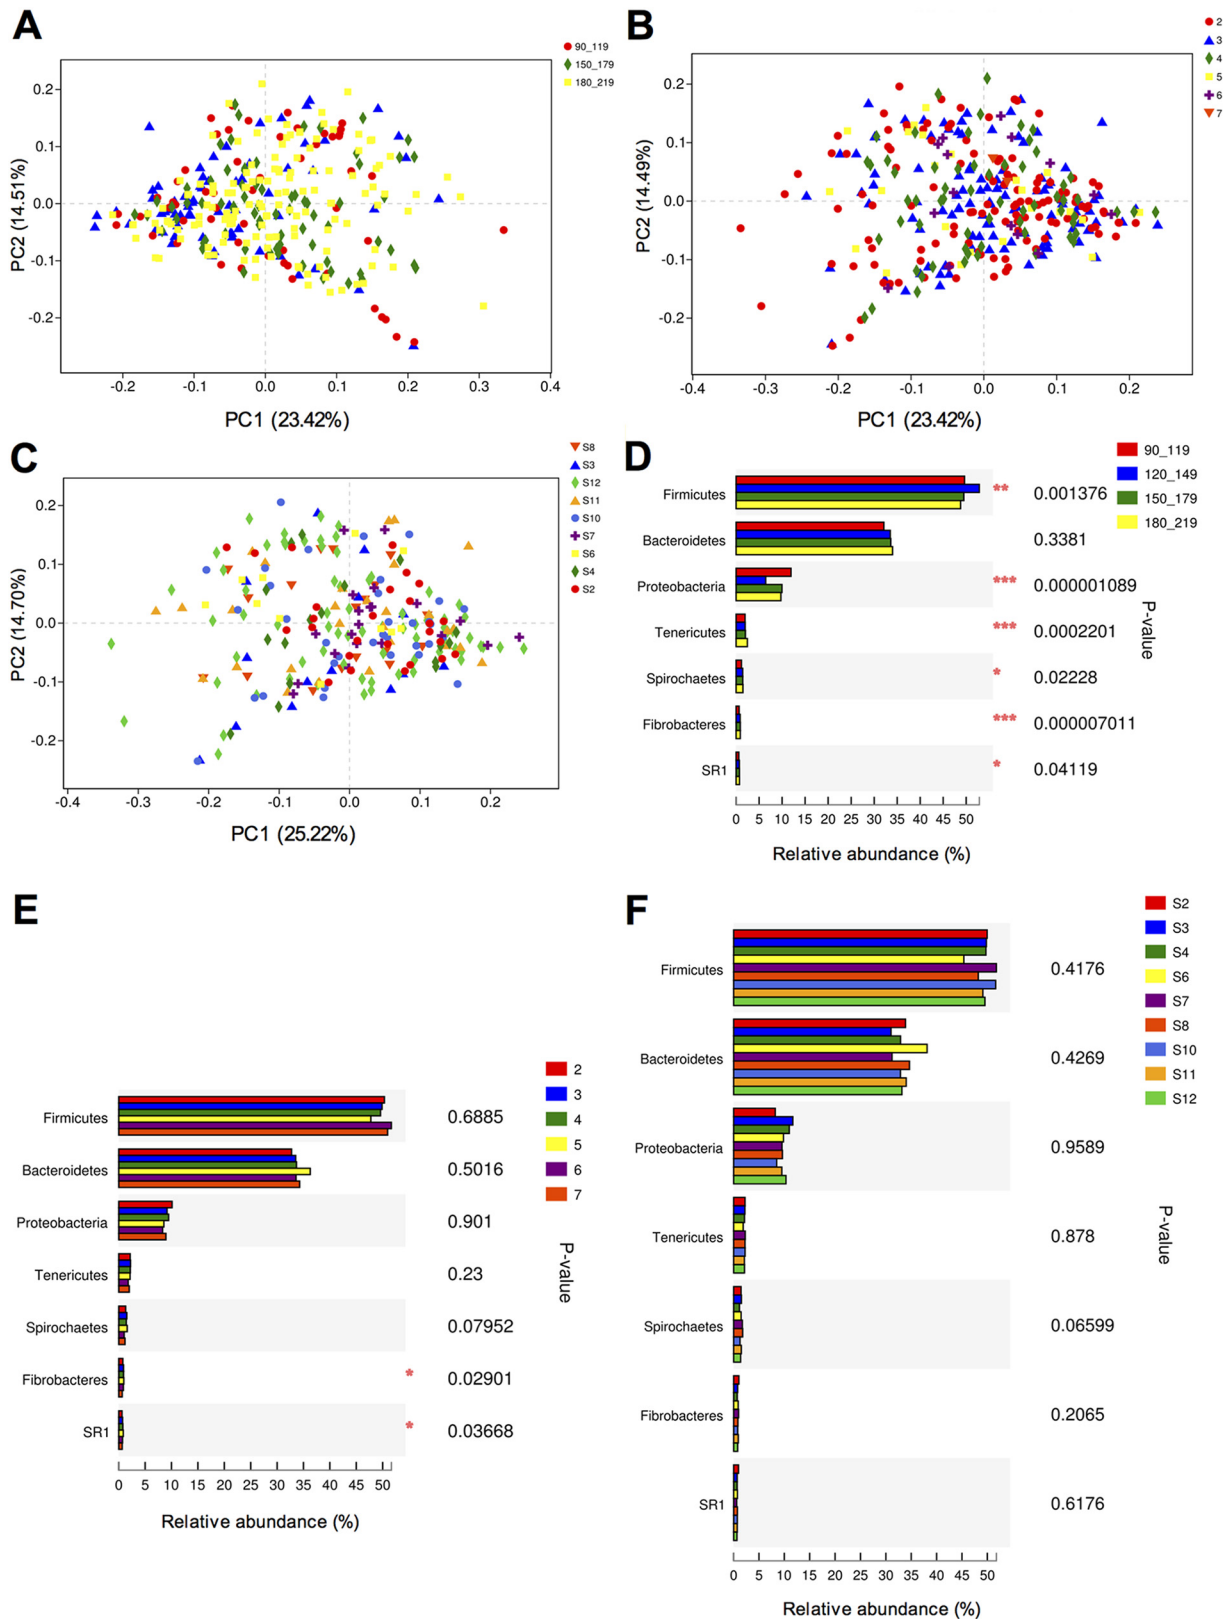 A
90_119
150_179
180_219
0.2
0.1
0.0
-0.1
-0.2
PC2 (14.51%)
-0.2 -0.1 0.0 0.1 0.2 0.3 0.4
PC1 (23.42%)
B
2
3
4
5
6
7
0.2
0.1
0.0
-0.1
-0.2
PC2 (14.49%)
-0.4 -0.3 -0.2 -0.1 0.0 0.1 0.2
PC1 (23.42%)
C
S8
S3
S12
S11
S10
S7
S6
S4
S2
0.2
0.1
0.0
-0.1
-0.2
PC2 (14.70%)
-0.4 -0.3 -0.2 -0.1 0.0 0.1 0.2
PC1 (25.22%)
D
90_119
120_149
150_179
180_219
Firmicutes ** 0.001376
Bacteroidetes 0.3381
Proteobacteria *** 0.000001089
Tenericutes *** 0.0002201
Spirochaetes * 0.02228
Fibrobacteres *** 0.000007011
SR1 * 0.04119
P-value
0 5 10 15 20 25 30 35 40 45 50
Relative abundance (%)
E
2
3
4
5
6
7
Firmicutes 0.6885
Bacteroidetes 0.5016
Proteobacteria 0.901
Tenericutes 0.23
Spirochaetes 0.07952
Fibrobacteres * 0.02901
SR1 * 0.03668
P-value
0 5 10 15 20 25 30 35 40 45 50
Relative abundance (%)
F
S2
S3
S4
S6
S7
S8
S10
S11
S12
Firmicutes 0.4176
Bacteroidetes 0.4269
Proteobacteria 0.9589
Tenericutes 0.878
Spirochaetes 0.06599
Fibrobacteres 0.2065
SR1 0.6176
P-value
0 5 10 15 20 25 30 35 40 45 50
Relative abundance (%)